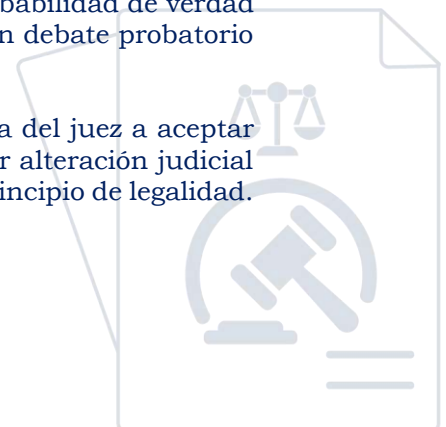 babilidad de verdad
n debate probatorio
a del juez a aceptar
r alteración judicial
incipio de legalidad.